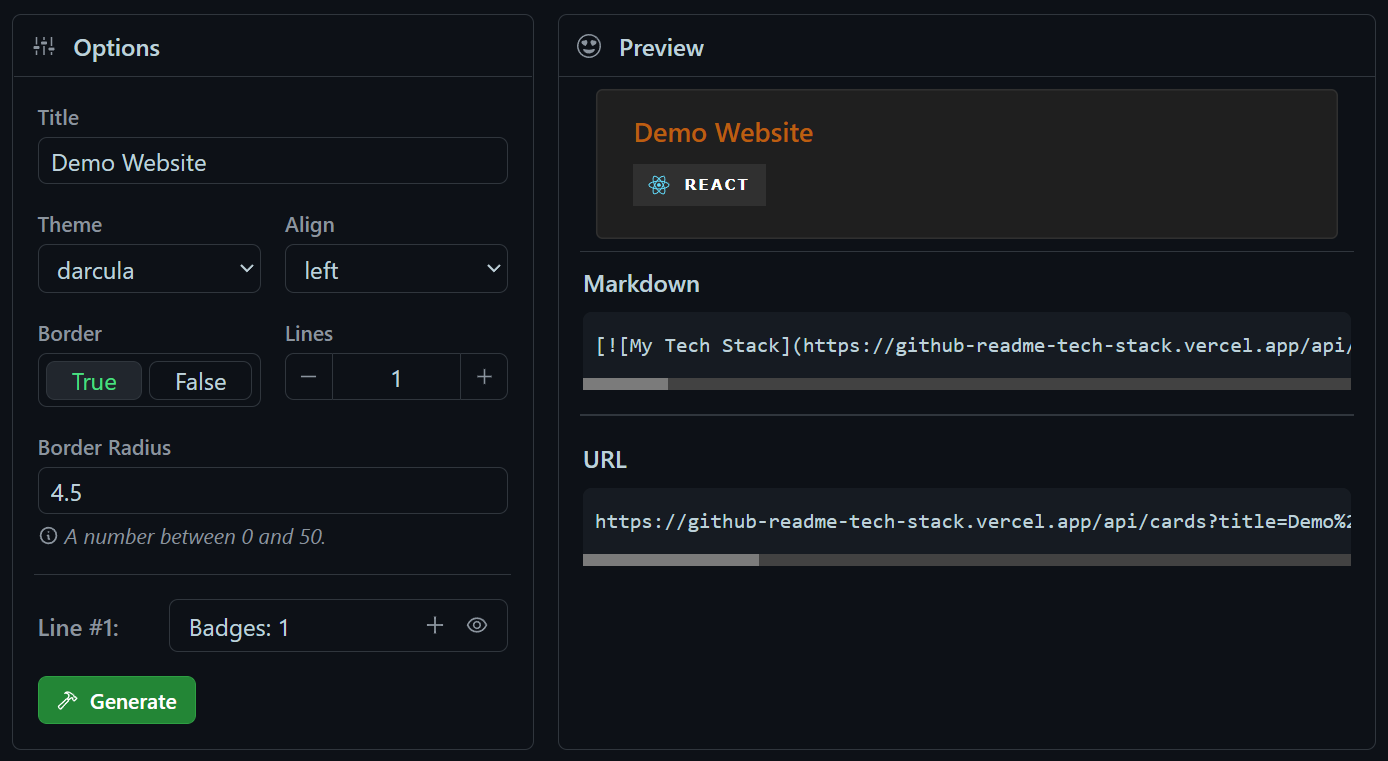 Options
Title
Demo Website
Theme
Align
darcula
left
Border
Lines
True
False
1
Border Radius
4.5
A number between 0 and 50.
Line #1:
Badges: 1
Generate
Preview
Demo Website
REACT
Markdown
[![My Tech Stack](https://github-readme-tech-stack.vercel.app/api/
URL
https://github-readme-tech-stack.vercel.app/api/cards?title=Demo%2